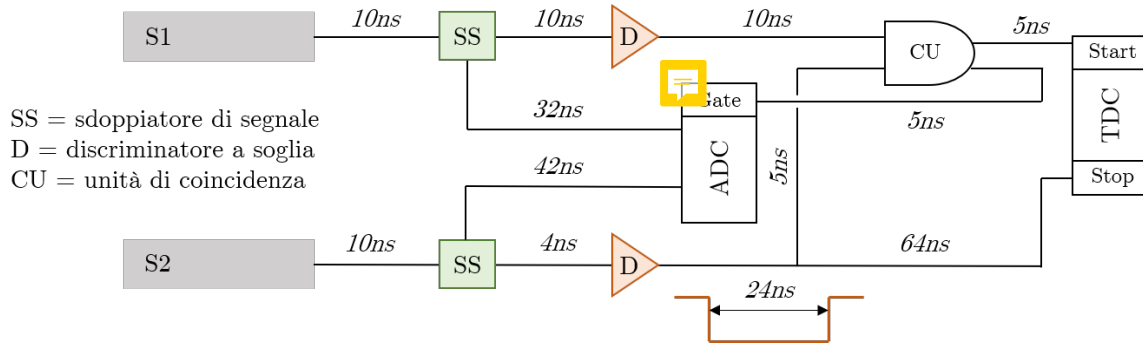 10ns 10ns 10ns 5ns
S1 SS D CU Start
Gate
TDC
SS = sdoppiatore di segnale 32ns 5ns
D = discriminatore a soglia ADC 5ns
CU = unità di coincidenza 42ns
Stop
10ns 4ns 64ns
S2 SS D
24ns